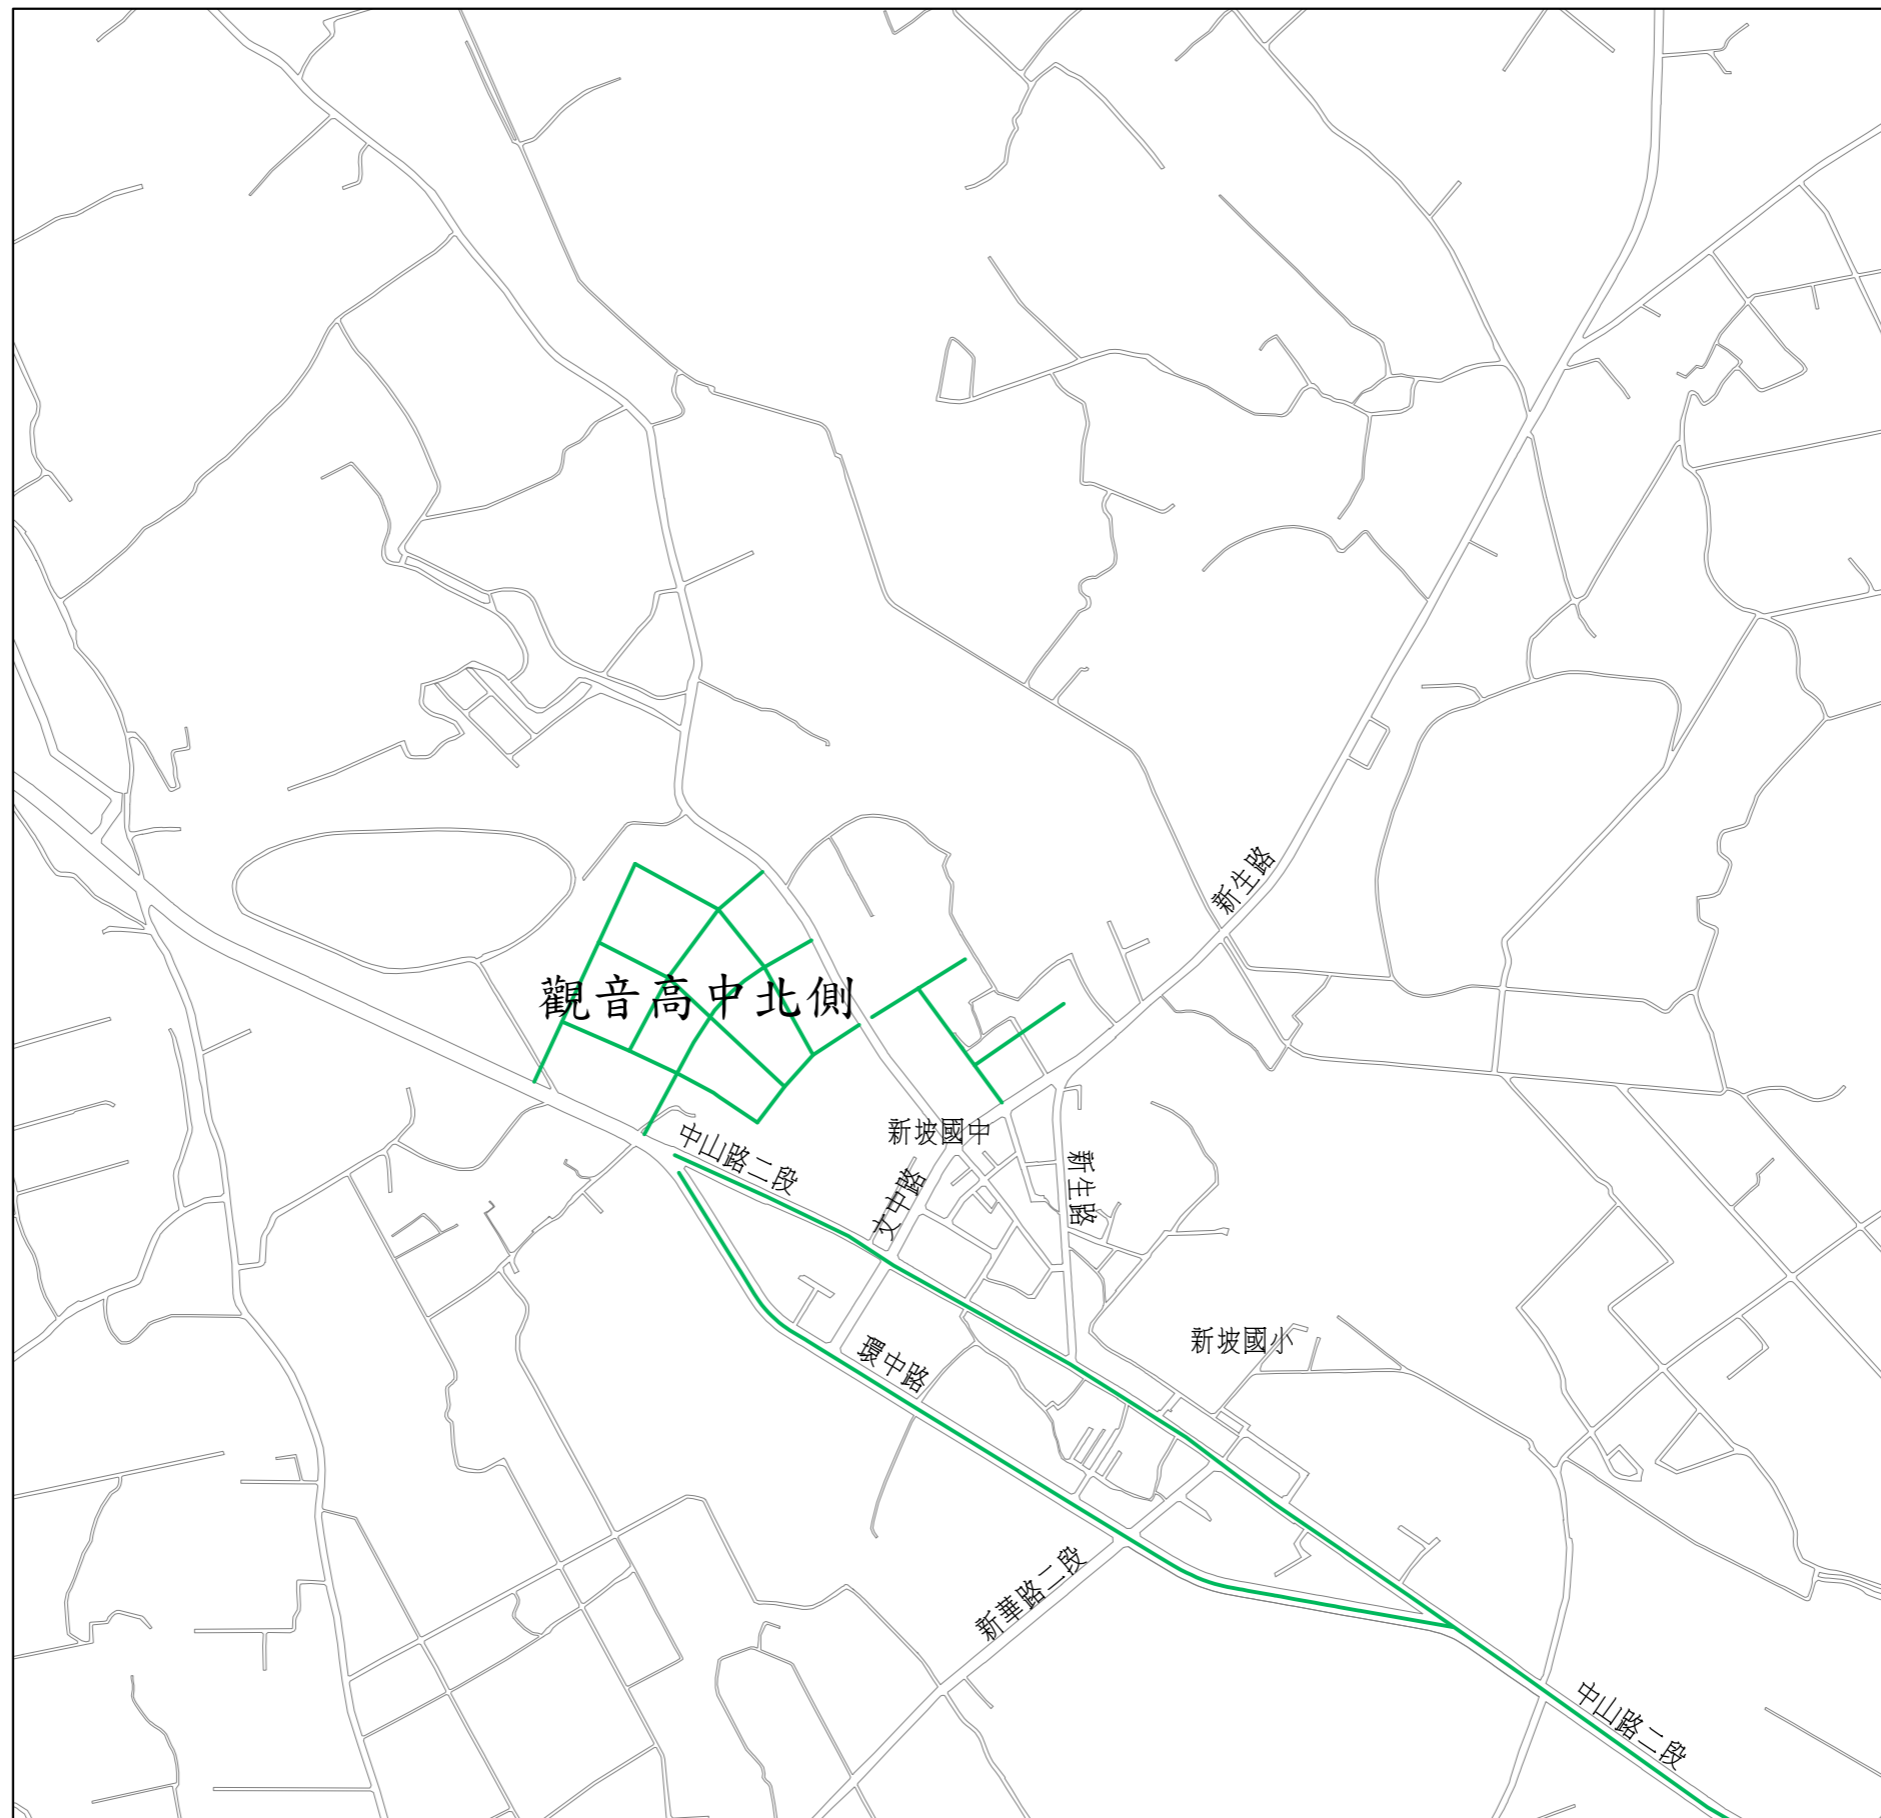 新生路
觀音高中北側
新坡國中
中山路二段
新生路
文中路
新坡國小
環中路
新華路二段
中山路二段